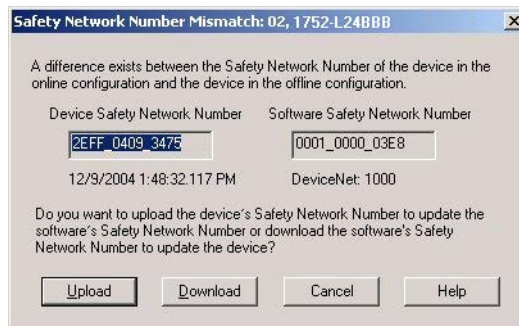 Safety Network Number Mismatch: 02, 1752-L24BBB
A difference exists between the Safety Network Number of the device in the
online configuration and the device in the offline configuration.
Device Safety Network Number Software Safety Network Number
2EFF_0409_3475 0001_0000_03E8
12/9/2004 1:48:32.117 PM DeviceNet: 1000
Do you want to upload the device's Safety Network Number to update the
software's Safety Network Number or download the software's Safety
Network Number to update the device?
Upload Download Cancel Help